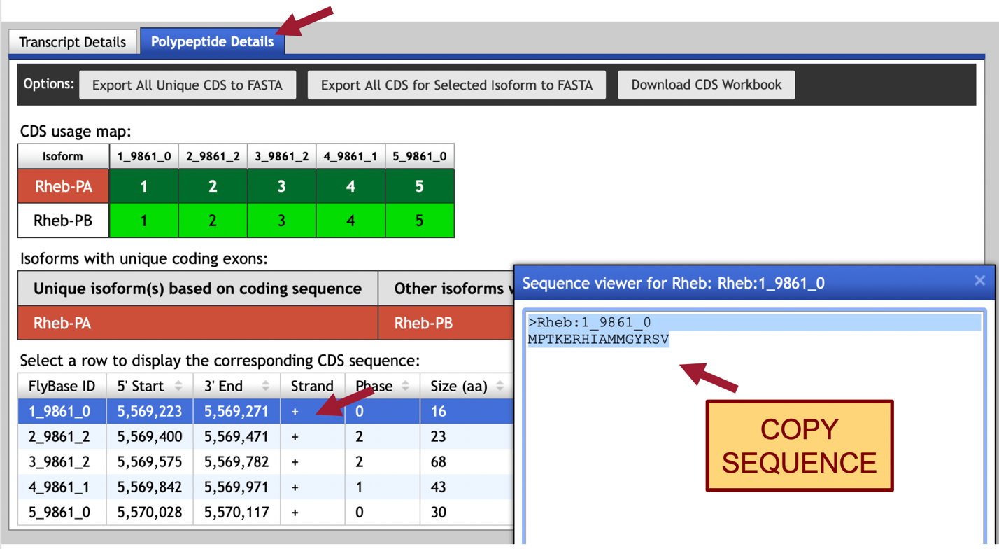 Transcript Details Polypeptide Details
Options: Export All Unique CDS to FASTA Export All CDS for Selected Isoform to FASTA Download CDS Workbook
CDS usage map:
Isoform 1_9861_0 2_9861_2 3_9861_2 4_9861_1 5_9861_0
Rheb-PA 1 2 3 4 5
Rheb-PB 1 2 3 4 5
Isoforms with unique coding exons:
Unique isoform(s) based on coding sequence Other isoforms
Rheb-PA Rheb-PB
Select a row to display the corresponding CDS sequence:
FlyBase ID 5' Start 3' End Strand Phase Size (aa)
1_9861_0 5,569,223 5,569,271 + 0 16
2_9861_2 5,569,400 5,569,471 + 2 23
3_9861_2 5,569,575 5,569,782 + 2 68
4_9861_1 5,569,842 5,569,971 + 1 43
5_9861_0 5,570,028 5,570,117 + 0 30
Sequence viewer for Rheb: Rheb:1_9861_0 ×
>Rheb:1_9861_0
MPTKERHIAMMGYRSV
COPY
SEQUENCE